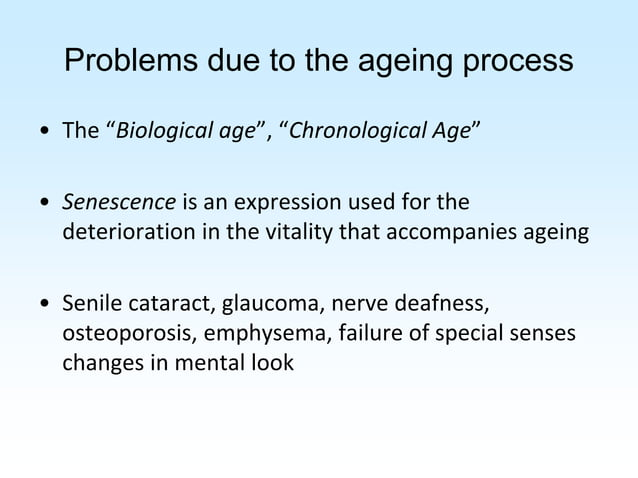 Problems due to the ageing process
• The “Biological age”, “Chronological Age”
• Senescence is an expression used for the
deterioration in the vitality that accompanies ageing
• Senile cataract, glaucoma, nerve deafness,
osteoporosis, emphysema, failure of special senses
changes in mental look